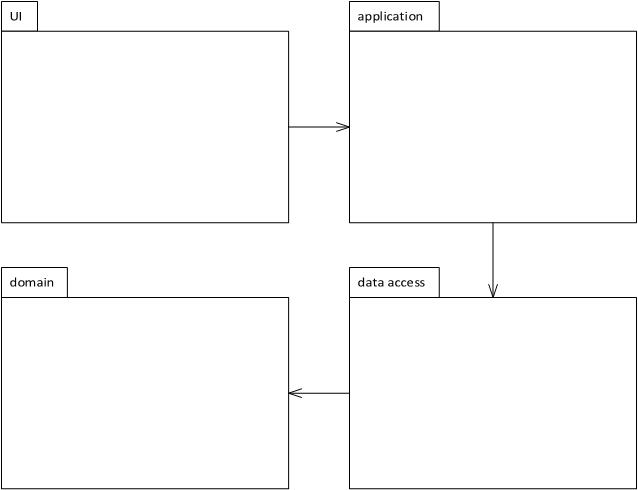 UI
application
domain
data access